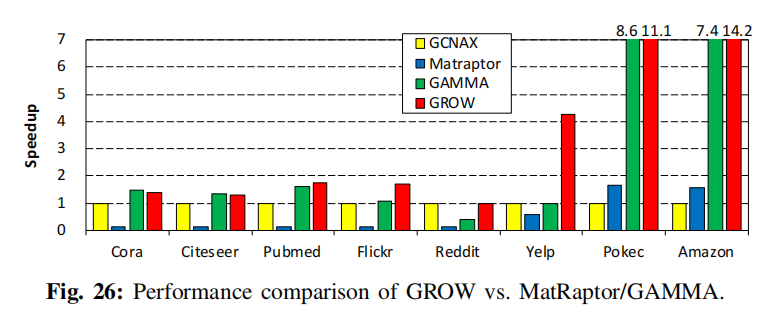 8.6 11.1 7.4 14.2
7
6
5
4
3
2
1
0
Speedup
GCNAX
Matraptor
GAMMA
GROW
Cora Citeseer Pubmed Flickr Reddit Yelp Pokec Amazon
Fig. 26: Performance comparison of GROW vs. MatRaptor/GAMMA.